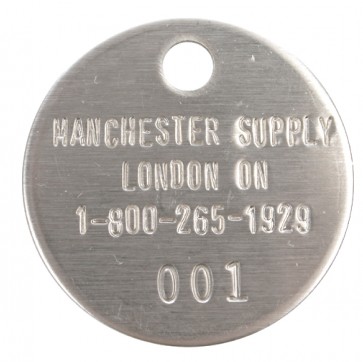 MANCHESTER SUPPLY
LONDON ON
1-800-265-1929
001